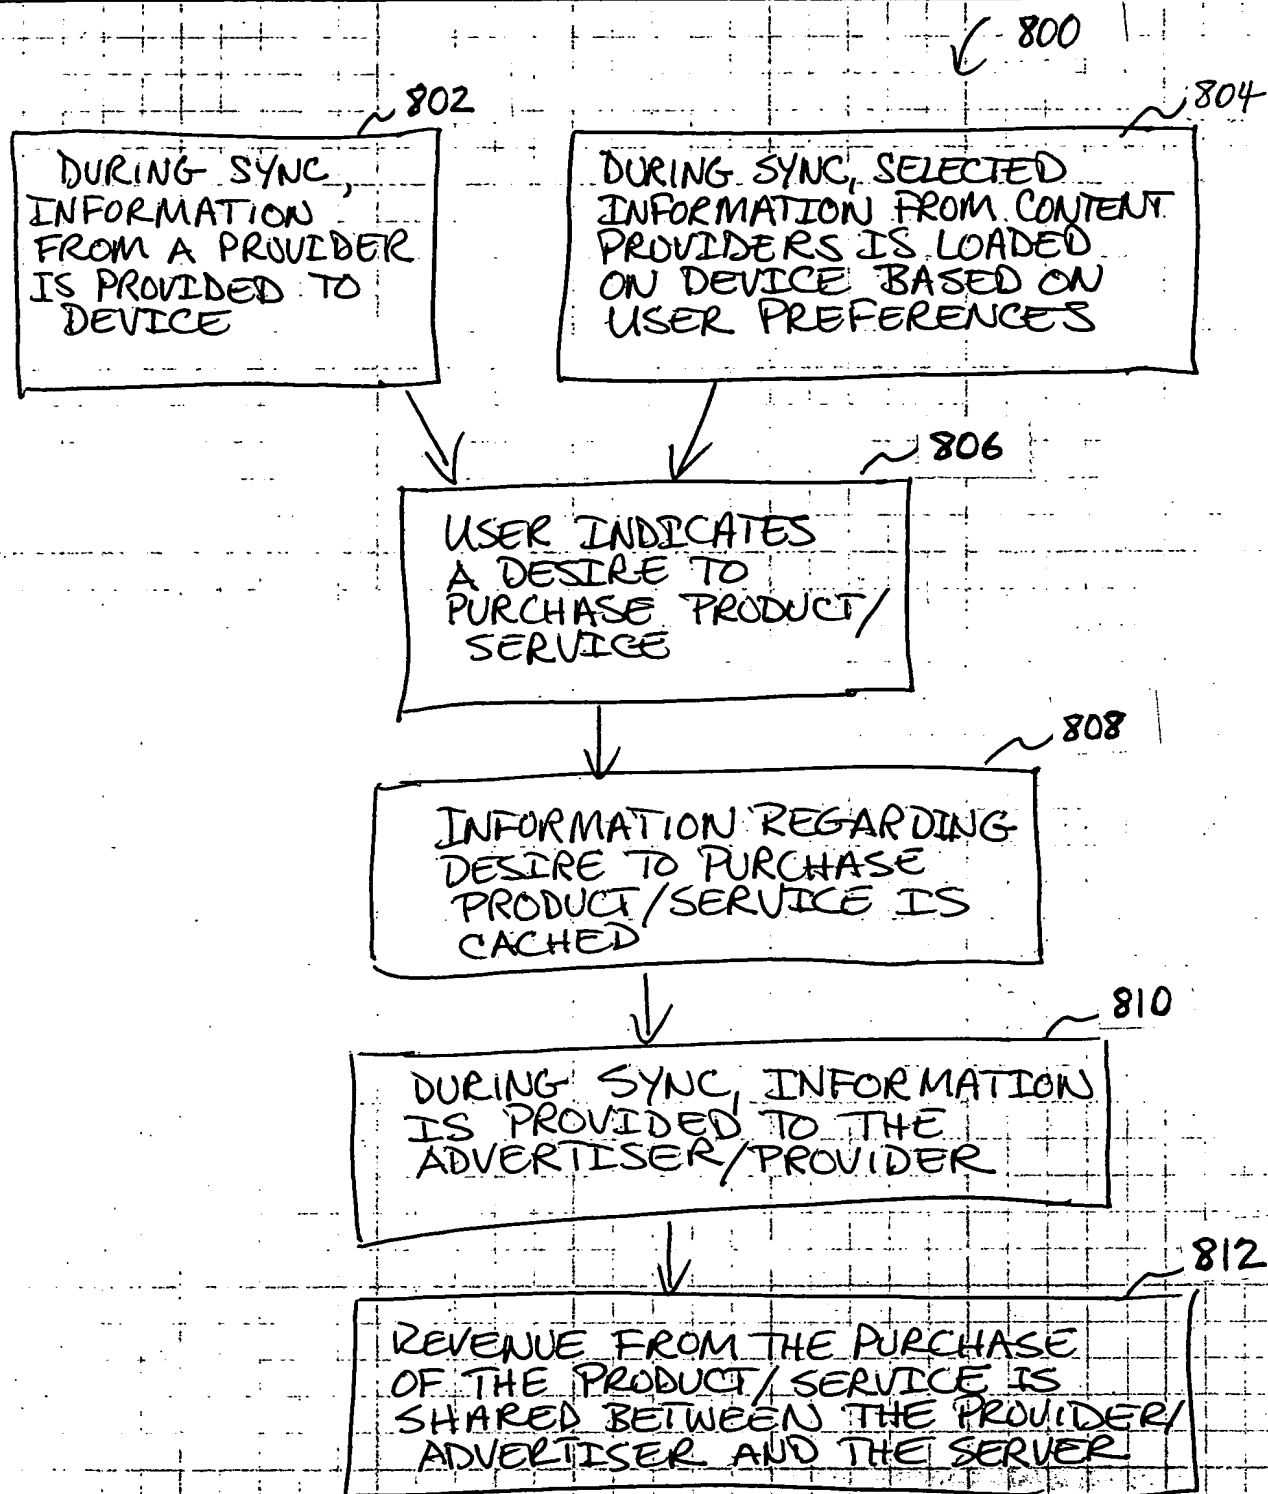 800
802
DURING SYNC,
INFORMATION
FROM A PROVIDER
IS PROVIDED TO
DEVICE
804
DURING SYNC, SELECTED
INFORMATION FROM CONTENT
PROVIDERS IS LOADED
ON DEVICE BASED ON
USER PREFERENCES
806
USER INDICATES
A DESIRE TO
PURCHASE PRODUCT/
SERVICE
808
INFORMATION REGARDING
DESIRE TO PURCHASE
PRODUCT/SERVICE IS
CACHED
810
DURING SYNC, INFORMATION
IS PROVIDED TO THE
ADVERTISER/PROVIDER
812
REVENUE FROM THE PURCHASE
OF THE PRODUCT/SERVICE IS
SHARED BETWEEN THE PROVIDER/
ADVERTISER AND THE SERVER